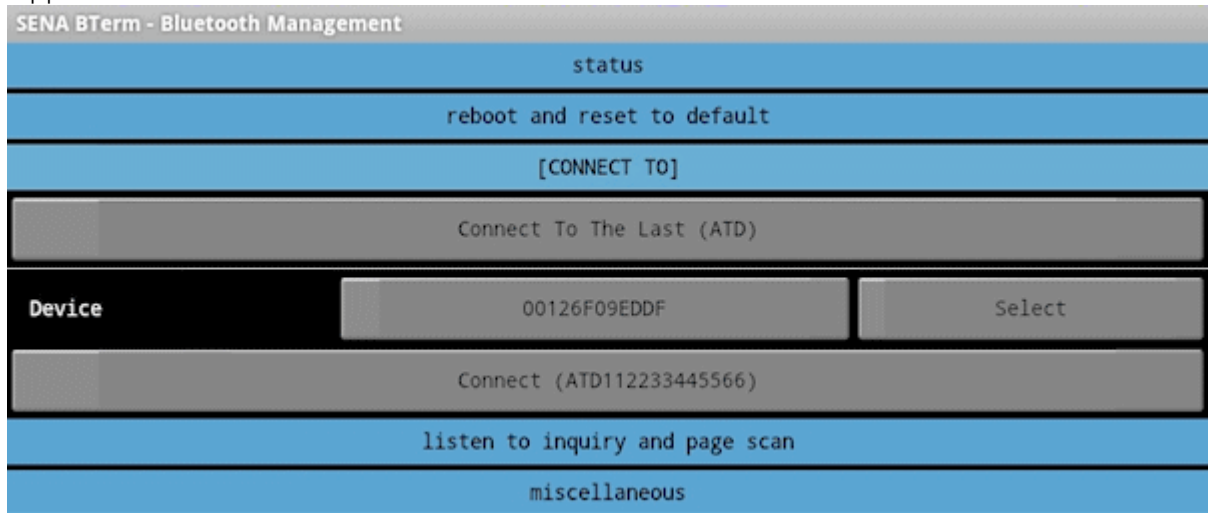 SENA BTerm - Bluetooth Management
status
reboot and reset to default
[CONNECT TO]
Connect To The Last (ATD)
Device 00126F09EDDF Select
Connect (ATD112233445566)
listen to inquiry and page scan
miscellaneous